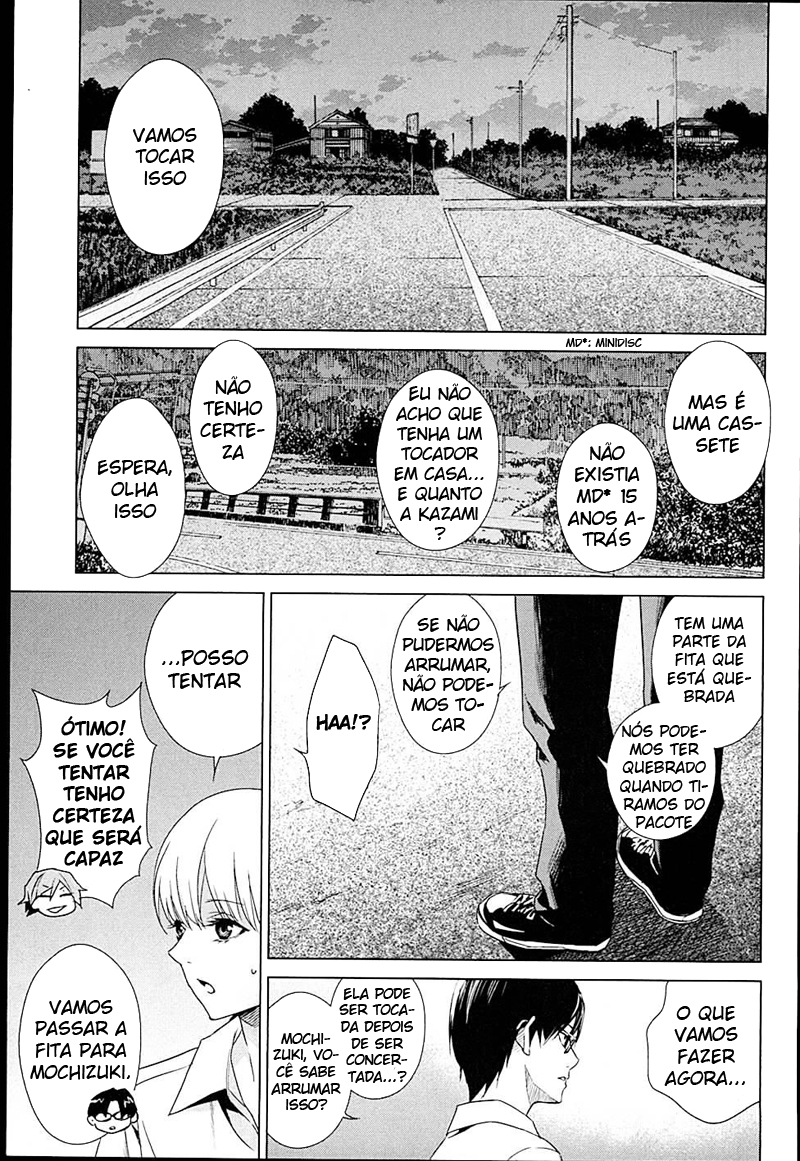 VAMOS
TOCAR
ISSO
MD*: MINIDISC
MAS É
UMA CAS-
SETE
NÃO
EXISTIA
MD* 15
ANOS A-
TRÁS
EU NÃO
ACHO QUE
TENHA UM
TOCADOR
EM CASA...
E QUANTO
A KAZAMI
?
NÃO
TENHO
CERTE-
ZA
ESPERA,
OLHA
ISSO
TEM UMA
PARTE DA
FITA QUE
ESTÁ QUE-
BRADA
NÓS PODE-
MOS TER
QUEBRADO
QUANDO TI-
RAMOS DO
PACOTE
SE NÃO
PUDERMOS
ARRUMAR,
NÃO PODE-
MOS TO-
CAR
HAA!?
O QUE
VAMOS
FAZER
AGORA...
ELA PODE
SER TOCA-
DA DEPOIS
DE SER
CONCER-
TADA...?
MOCHI-
ZUKI, VO-
CÊ SABE
ARRUMAR
ISSO?
...POSSO
TENTAR
ÓTIMO!
SE VOCÊ
TENTAR
TENHO
CERTEZA
QUE SERÁ
CAPAZ
VAMOS
PASSAR A
FITA PARA
MOCHIZUKI.